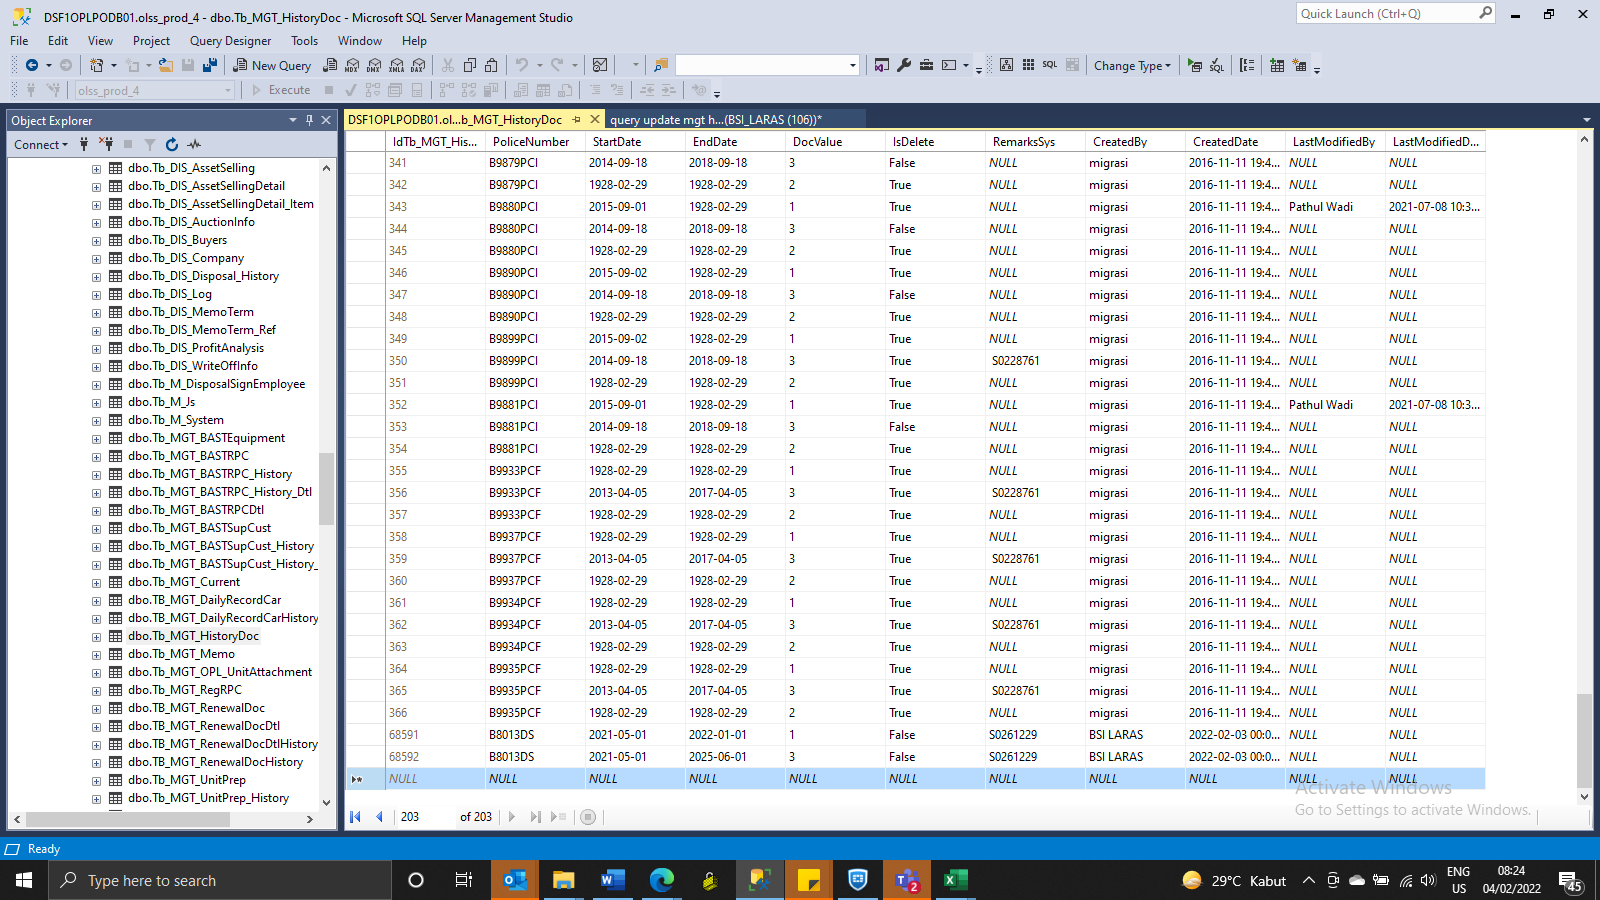 DSF1OPLPODB01.olss_prod_4 - dbo.Tb_MGT_HistoryDoc - Microsoft SQL Server Management Studio
Quick Launch (Ctrl+Q)
File Edit View Project Query Designer Tools Window Help
New Query MDX DMX XMLA DAX SQL Change Type
olss_prod_4 Execute
Object Explorer
DSF1OPLPODB01.ol...b_MGT_HistoryDoc query update mgt h...(BSI_LARAS (106))*
Connect
dbo.Tb_DIS_AssetSelling
dbo.Tb_DIS_AssetSellingDetail
dbo.Tb_DIS_AssetSellingDetail_Item
dbo.Tb_DIS_AuctionInfo
dbo.Tb_DIS_Buyers
dbo.Tb_DIS_Company
dbo.Tb_DIS_Disposal_History
dbo.Tb_DIS_Log
dbo.Tb_DIS_MemoTerm
dbo.Tb_DIS_MemoTerm_Ref
dbo.Tb_DIS_ProfitAnalysis
dbo.Tb_DIS_WriteOffInfo
dbo.Tb_M_DisposalSignEmployee
dbo.Tb_M_Js
dbo.Tb_M_System
dbo.Tb_MGT_BASTEquipment
dbo.Tb_MGT_BASTRPC
dbo.Tb_MGT_BASTRPC_History
dbo.Tb_MGT_BASTRPC_History_Dtl
dbo.Tb_MGT_BASTRPCDtl
dbo.Tb_MGT_BASTSupCust
dbo.Tb_MGT_BASTSupCust_History
dbo.Tb_MGT_BASTSupCust_History_
dbo.Tb_MGT_Current
dbo.TB_MGT_DailyRecordCar
dbo.TB_MGT_DailyRecordCarHistory
dbo.Tb_MGT_HistoryDoc
dbo.Tb_MGT_Memo
dbo.Tb_MGT_OPL_UnitAttachment
dbo.Tb_MGT_RegRPC
dbo.TB_MGT_RenewalDoc
dbo.TB_MGT_RenewalDocDtl
dbo.TB_MGT_RenewalDocDtlHistory
dbo.TB_MGT_RenewalDocHistory
dbo.Tb_MGT_UnitPrep
dbo.Tb_MGT_UnitPrep_History
IdTb_MGT_His... PoliceNumber StartDate EndDate DocValue IsDelete RemarksSys CreatedBy CreatedDate LastModifiedBy LastModifiedD...
341 B9879PCI 2014-09-18 2018-09-18 3 False NULL migrasi 2016-11-11 19:4... NULL NULL
342 B9879PCI 1928-02-29 1928-02-29 2 True NULL migrasi 2016-11-11 19:4... NULL NULL
343 B9880PCI 2015-09-01 1928-02-29 1 True NULL migrasi 2016-11-11 19:4... Pathul Wadi 2021-07-08 10:3...
344 B9880PCI 2014-09-18 2018-09-18 3 False NULL migrasi 2016-11-11 19:4... NULL NULL
345 B9880PCI 1928-02-29 1928-02-29 2 True NULL migrasi 2016-11-11 19:4... NULL NULL
346 B9890PCI 2015-09-02 1928-02-29 1 True NULL migrasi 2016-11-11 19:4... NULL NULL
347 B9890PCI 2014-09-18 2018-09-18 3 False NULL migrasi 2016-11-11 19:4... NULL NULL
348 B9890PCI 1928-02-29 1928-02-29 2 True NULL migrasi 2016-11-11 19:4... NULL NULL
349 B9899PCI 2015-09-02 1928-02-29 1 True NULL migrasi 2016-11-11 19:4... NULL NULL
350 B9899PCI 2014-09-18 2018-09-18 3 True S0228761 migrasi 2016-11-11 19:4... NULL NULL
351 B9899PCI 1928-02-29 1928-02-29 2 True NULL migrasi 2016-11-11 19:4... NULL NULL
352 B9881PCI 2015-09-01 1928-02-29 1 True NULL migrasi 2016-11-11 19:4... Pathul Wadi 2021-07-08 10:3...
353 B9881PCI 2014-09-18 2018-09-18 3 False NULL migrasi 2016-11-11 19:4... NULL NULL
354 B9881PCI 1928-02-29 1928-02-29 2 True NULL migrasi 2016-11-11 19:4... NULL NULL
355 B9933PCF 1928-02-29 1928-02-29 1 True NULL migrasi 2016-11-11 19:4... NULL NULL
356 B9933PCF 2013-04-05 2017-04-05 3 True S0228761 migrasi 2016-11-11 19:4... NULL NULL
357 B9933PCF 1928-02-29 1928-02-29 2 True NULL migrasi 2016-11-11 19:4... NULL NULL
358 B9937PCF 1928-02-29 1928-02-29 1 True NULL migrasi 2016-11-11 19:4... NULL NULL
359 B9937PCF 2013-04-05 2017-04-05 3 True S0228761 migrasi 2016-11-11 19:4... NULL NULL
360 B9937PCF 1928-02-29 1928-02-29 2 True NULL migrasi 2016-11-11 19:4... NULL NULL
361 B9934PCF 1928-02-29 1928-02-29 1 True NULL migrasi 2016-11-11 19:4... NULL NULL
362 B9934PCF 2013-04-05 2017-04-05 3 True S0228761 migrasi 2016-11-11 19:4... NULL NULL
363 B9934PCF 1928-02-29 1928-02-29 2 True NULL migrasi 2016-11-11 19:4... NULL NULL
364 B9935PCF 1928-02-29 1928-02-29 1 True NULL migrasi 2016-11-11 19:4... NULL NULL
365 B9935PCF 2013-04-05 2017-04-05 3 True S0228761 migrasi 2016-11-11 19:4... NULL NULL
366 B9935PCF 1928-02-29 1928-02-29 2 True NULL migrasi 2016-11-11 19:4... NULL NULL
68591 B8013DS 2021-05-01 2022-01-01 1 False S0261229 BSI LARAS 2022-02-03 00:0... NULL NULL
68592 B8013DS 2021-05-01 2025-06-01 3 False S0261229 BSI LARAS 2022-02-03 00:0... NULL NULL
NULL NULL NULL NULL NULL NULL NULL NULL NULL NULL NULL
Activate Windows
Go to Settings to activate Windows.
203 of 203
Ready
Type here to search
2
29°C Kabut
ENG
US
08:24
04/02/2022
45